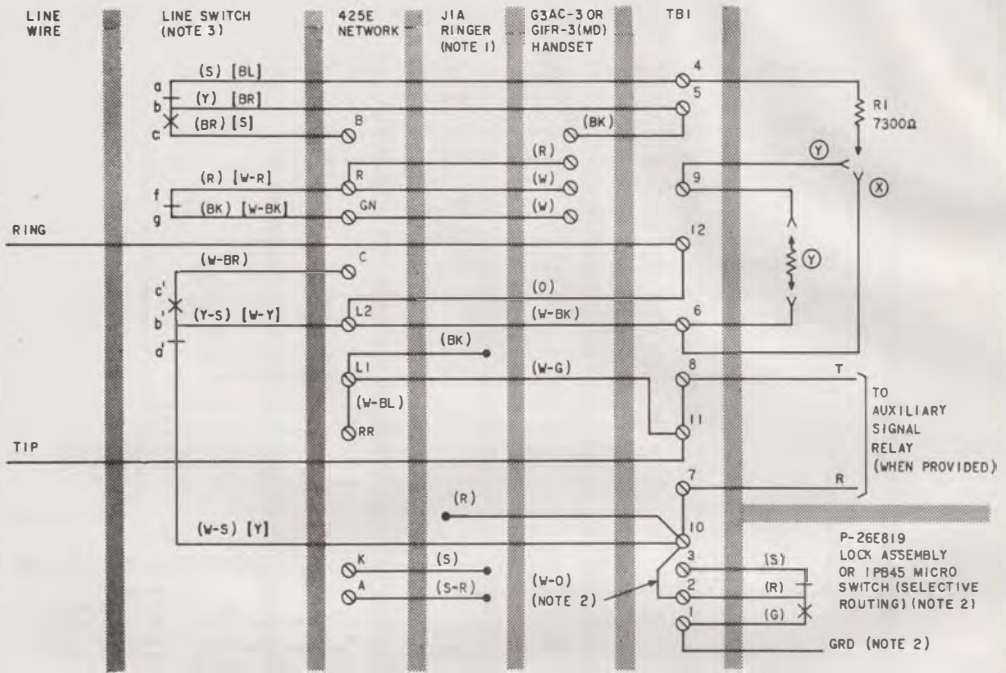 LINE WIRE
LINE SWITCH (NOTE 3)
425E NETWORK
J1A RINGER (NOTE 1)
G3AC-3 OR G1FR-3(MD) HANDSET
TB1
a
(S) [BL]
4
b
(Y) [BR]
5
c
(BR) [S]
B
(BK)
R1 7300Ω
(R)
Y
X
f
(R) [W-R]
R
(W)
9
g
(BK) [W-BK]
GN
(W)
RING
12
Y
(W-BR)
C
c'
(O)
b'
(Y-S) [W-Y]
L2
(W-BK)
6
a'
(BK)
L1
(W-G)
8
T
(W-BL)
TO AUXILIARY SIGNAL RELAY (WHEN PROVIDED)
RR
11
TIP
7
R
(R)
(W-S) [Y]
10
P-26E819 LOCK ASSEMBLY OR 1PB45 MICRO SWITCH (SELECTIVE ROUTING) (NOTE 2)
K
(S)
3
(S)
A
(S-R)
(W-O) (NOTE 2)
2
(R)
1
(G)
GRD (NOTE 2)